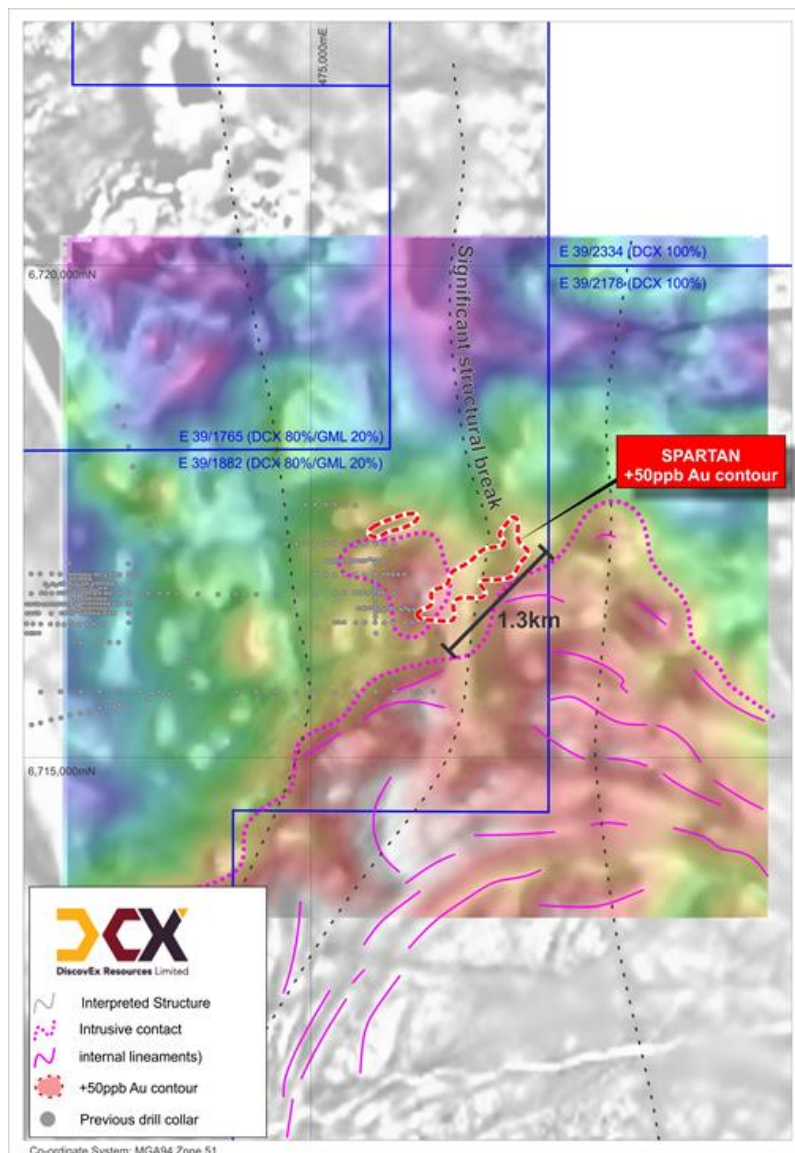 475,000mE
E 39/2334 (DCX 100%)
6,720,000mN
E 39/2178 (DCX 100%)
Significant structural break
E 39/1765 (DCX 80%/GML 20%)
E 39/1882 (DCX 80%/GML 20%)
SPARTAN
+50ppb Au contour
1.3km
6,715,000mN
DCX
DiscovEx Resources Limited
Interpreted Structure
Intrusive contact
internal lineaments)
+50ppb Au contour
Previous drill collar
Co-ordinate System: MGA94 Zone 51